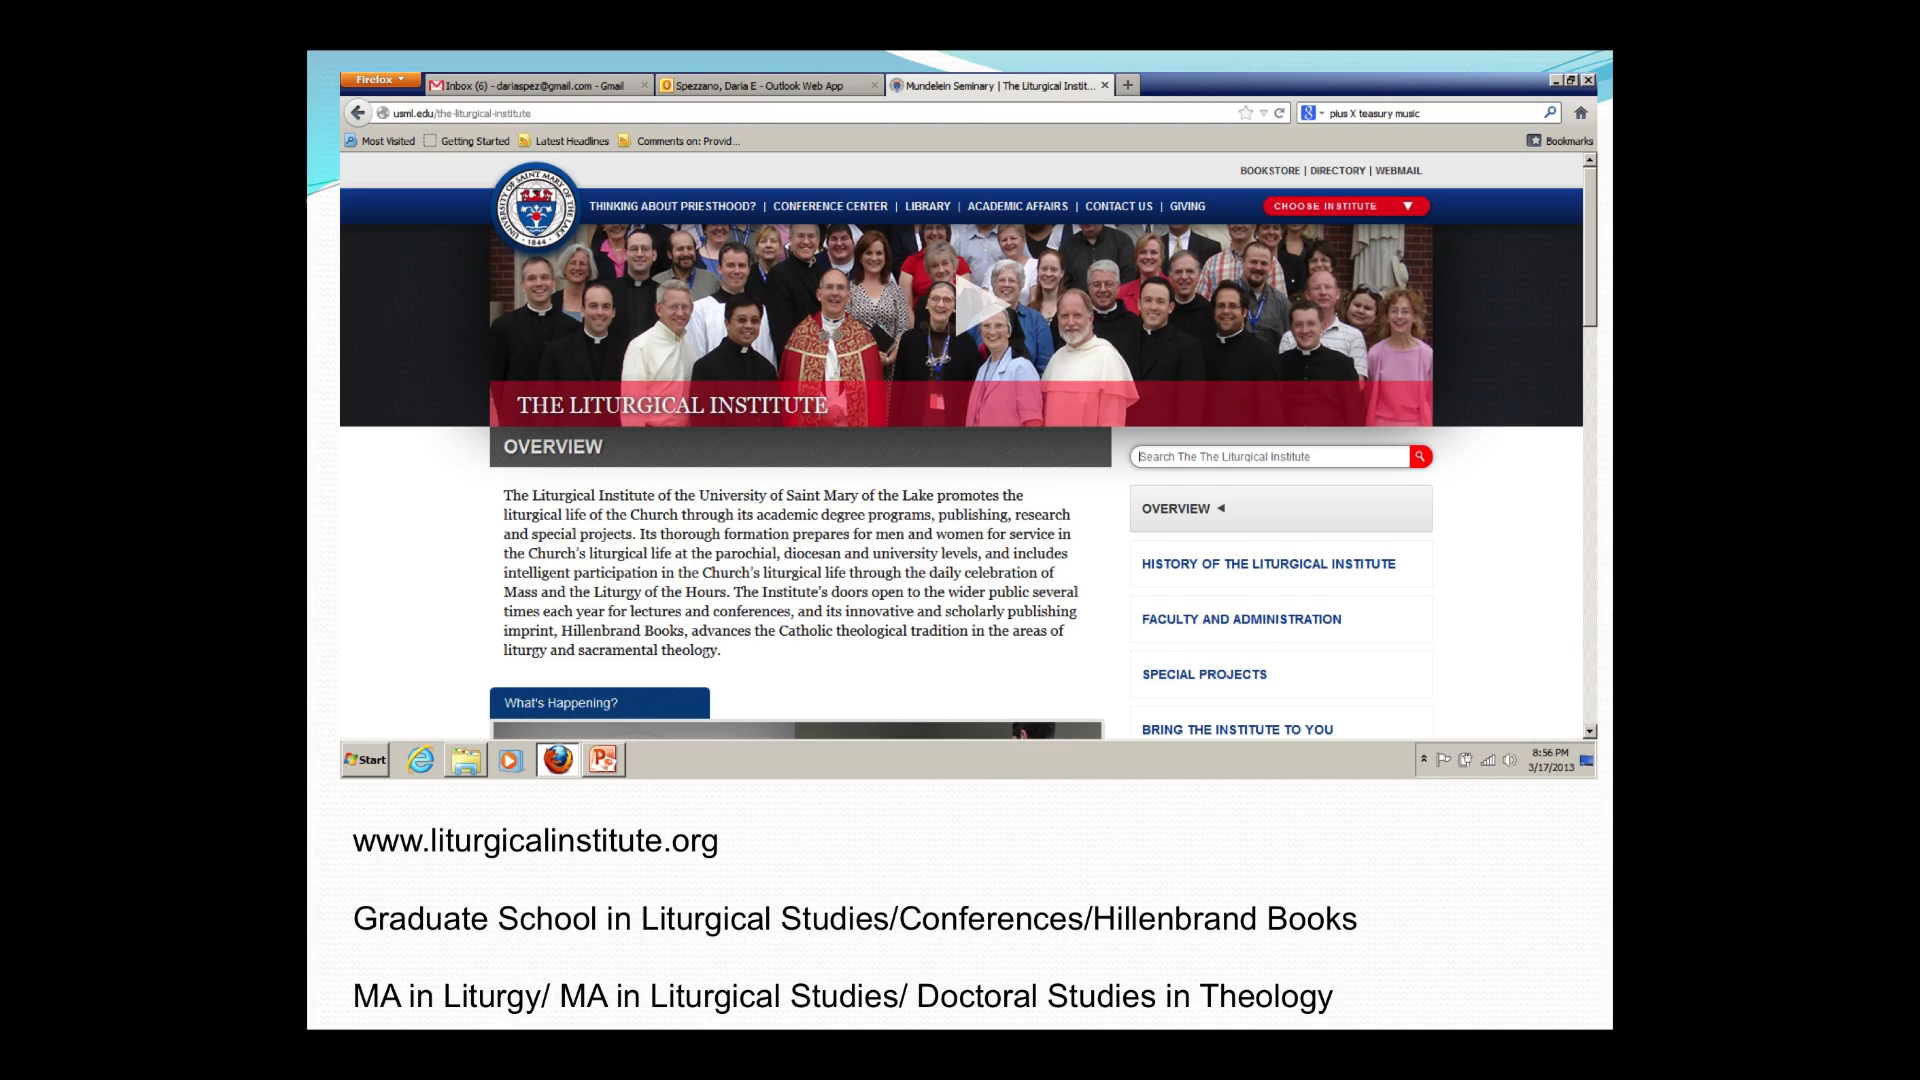 Firefox
Inbox (6) - dariaspez@gmail.com - Gmail
Spezzano, Daria E - Outlook Web App
Mundelein Seminary | The Liturgical Instit...
usml.edu/the-liturgical-institute
pius X teasury music
Most Visited
Getting Started
Latest Headlines
Comments on: Provid...
Bookmarks
BOOKSTORE | DIRECTORY | WEBMAIL
UNIVERSITY OF SAINT MARY OF THE LAKE
1844
THINKING ABOUT PRIESTHOOD? | CONFERENCE CENTER | LIBRARY | ACADEMIC AFFAIRS | CONTACT US | GIVING
CHOOSE INSTITUTE
THE LITURGICAL INSTITUTE
OVERVIEW
The Liturgical Institute of the University of Saint Mary of the Lake promotes the
liturgical life of the Church through its academic degree programs, publishing, research
and special projects. Its thorough formation prepares for men and women for service in
the Church's liturgical life at the parochial, diocesan and university levels, and includes
intelligent participation in the Church's liturgical life through the daily celebration of
Mass and the Liturgy of the Hours. The Institute's doors open to the wider public several
times each year for lectures and conferences, and its innovative and scholarly publishing
imprint, Hillenbrand Books, advances the Catholic theological tradition in the areas of
liturgy and sacramental theology.
What's Happening?
Search The The Liturgical Institute
OVERVIEW
HISTORY OF THE LITURGICAL INSTITUTE
FACULTY AND ADMINISTRATION
SPECIAL PROJECTS
BRING THE INSTITUTE TO YOU
Start
8:56 PM
3/17/2013
www.liturgicalinstitute.org
Graduate School in Liturgical Studies/Conferences/Hillenbrand Books
MA in Liturgy/ MA in Liturgical Studies/ Doctoral Studies in Theology